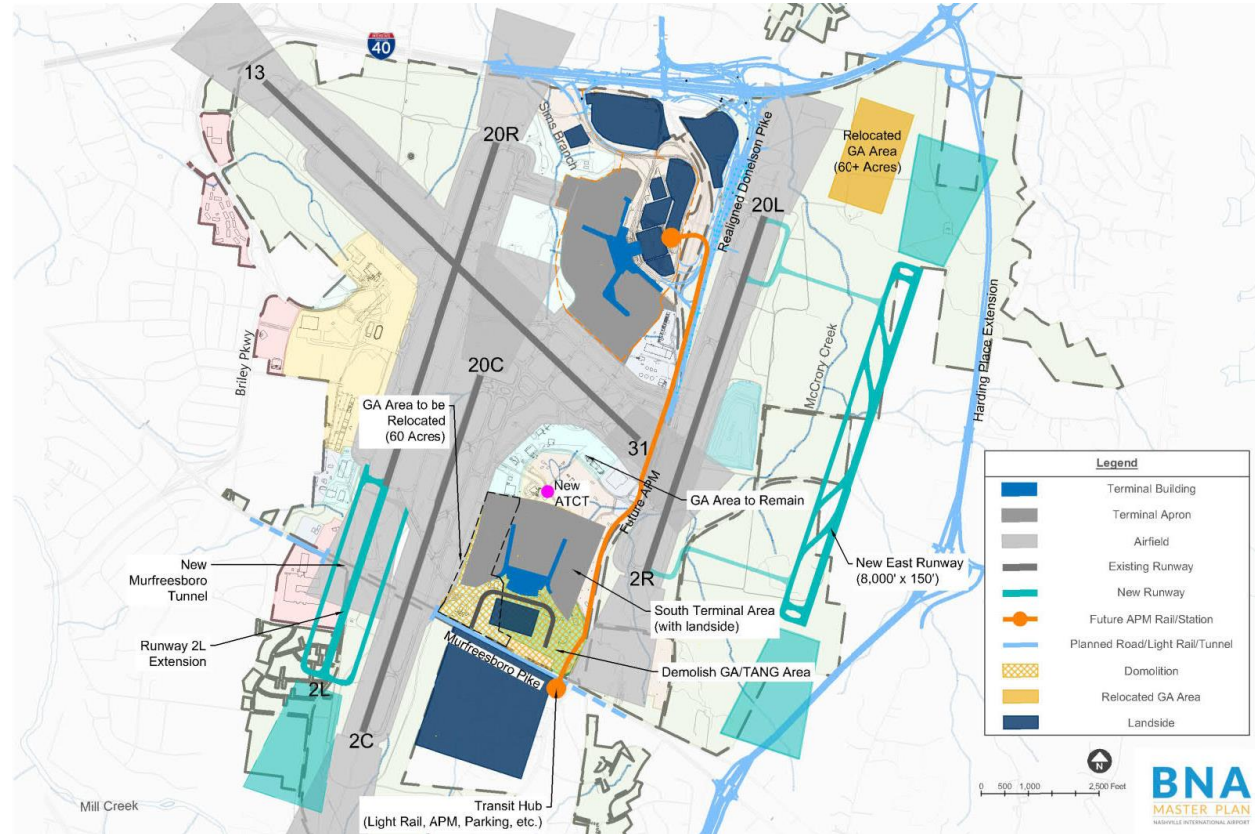 INTERSTATE
40
13
20R
Sims Branch
Realigned Donelson Pike
Relocated
GA Area
(60+ Acres)
20L
Briley Pkwy
20C
McCrory Creek
Harding Place Extension
GA Area to be
Relocated
(60 Acres)
31
New
ATCT
GA Area to Remain
Future APM
New
Murfreesboro
Tunnel
2R
New East Runway
(8,000' x 150')
South Terminal Area
(with landside)
Runway 2L
Extension
Demolish GA/TANG Area
Murfreesboro Pike
2L
2C
Mill Creek
Transit Hub
(Light Rail, APM, Parking, etc.)
Legend
Terminal Building
Terminal Apron
Airfield
Existing Runway
New Runway
Future APM Rail/Station
Planned Road/Light Rail/Tunnel
Domolition
Relocated GA Area
Landside
N
0 500 1,000 2,500 Feet
BNA
MASTER PLAN
NASHVILLE INTERNATIONAL AIRPORT